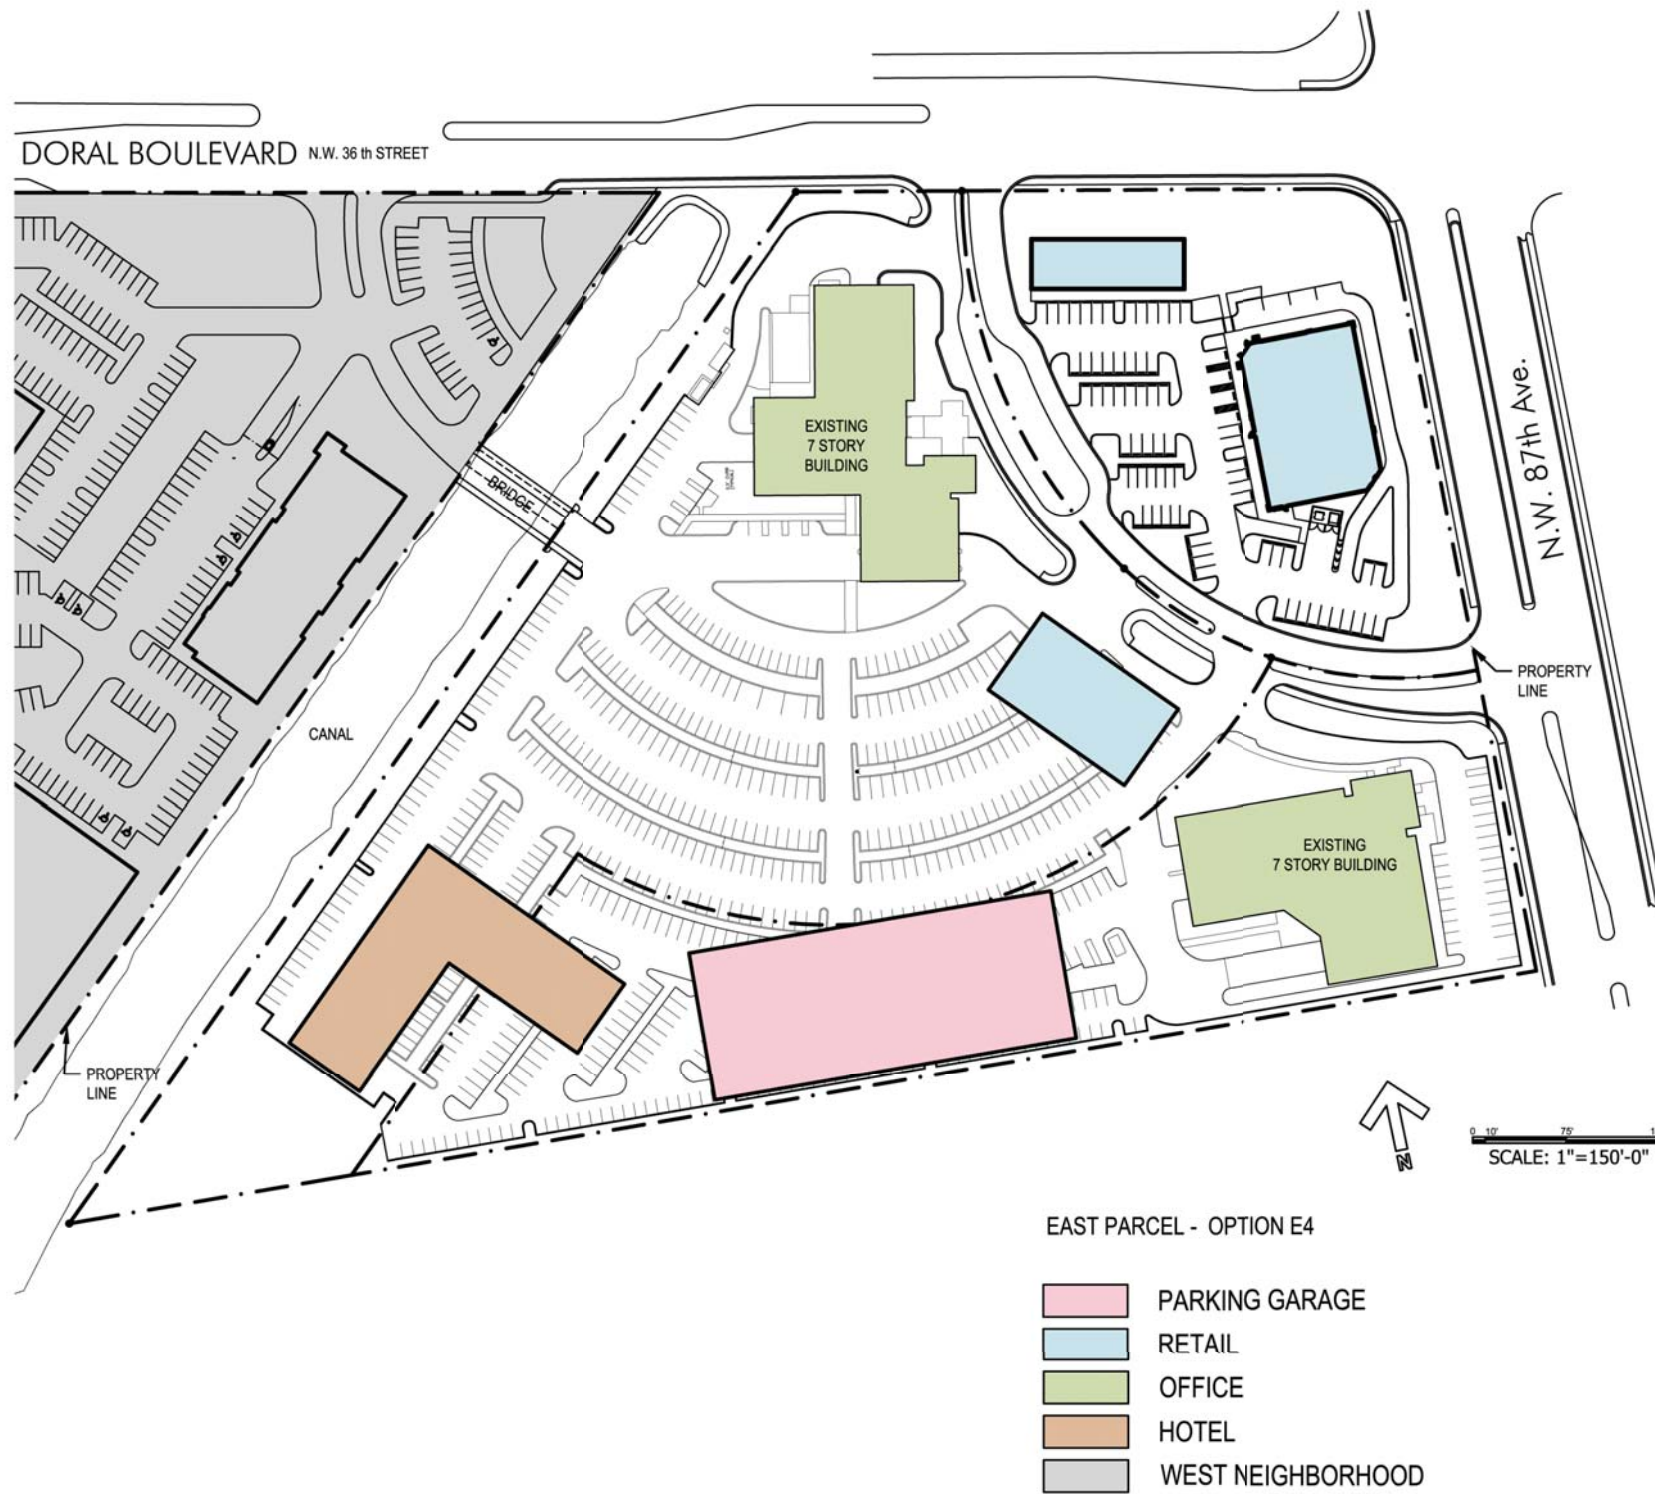 DORAL BOULEVARD N.W. 36 th STREET
N.W. 87th Ave.
EXISTING
7 STORY
BUILDING
BRIDGE
PROPERTY
LINE
CANAL
EXISTING
7 STORY BUILDING
PROPERTY
LINE
N
0 10' 75'
SCALE: 1"=150'-0"
EAST PARCEL - OPTION E4
PARKING GARAGE
RETAIL
OFFICE
HOTEL
WEST NEIGHBORHOOD